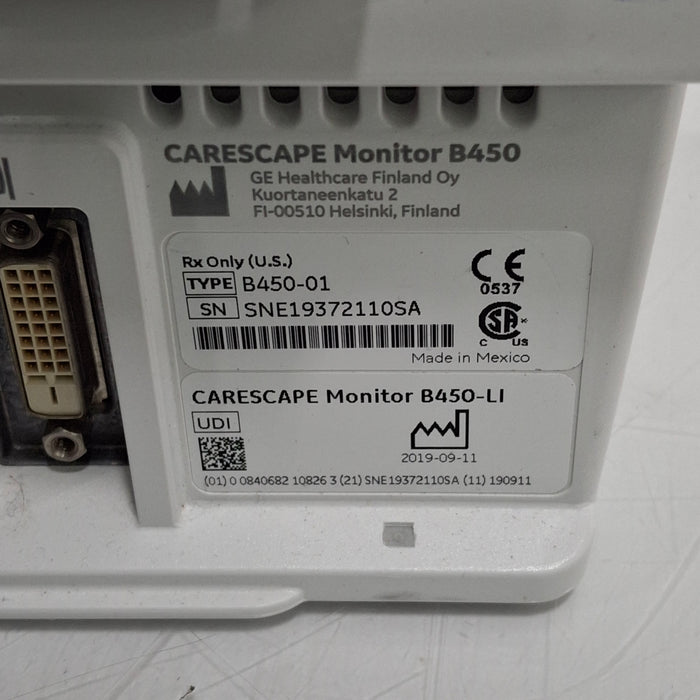 CARESCAPE Monitor B450
GE Healthcare Finland Oy
Kuortaneenkatu 2
FI-00510 Helsinki, Finland
Rx Only (U.S.)
TYPE B450-01
SN SNE19372110SA
CE
0537
CSA
C US
Made in Mexico
CARESCAPE Monitor B450-LI
UDI
2019-09-11
(01) 0 0840682 10826 3 (21) SNE19372110SA (11) 190911